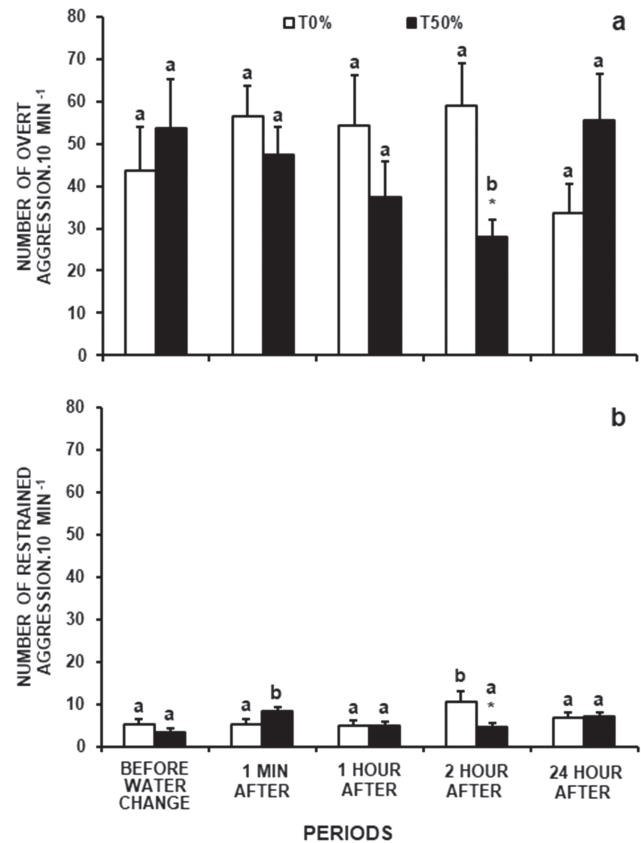 80
T0%
T50%
a
70
a
a
a
a
a
60
a
a
a
50
NUMBER OF OVERT
AGGRESSION.10 MIN-1
40
b
*
30
20
10
0
80
b
70
60
50
NUMBER OF RESTRAINED
AGGRESSION.10 MIN-1
40
30
20
10
a
a
a
b
a
a
b
a
*
a
a
0
BEFORE
WATER
CHANGE
1 MIN
AFTER
1 HOUR
AFTER
2 HOUR
AFTER
24 HOUR
AFTER
PERIODS